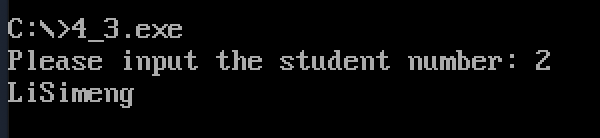 C:\>4_3.exe
Please input the student number: 2
LiSimeng